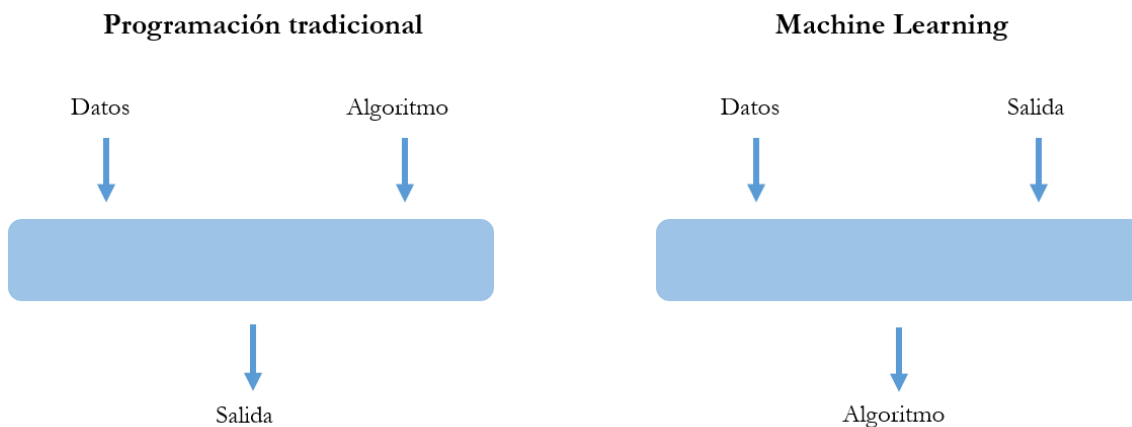 Programación tradicional
Machine Learning
Datos
Algoritmo
Datos
Salida
Salida
Algoritmo